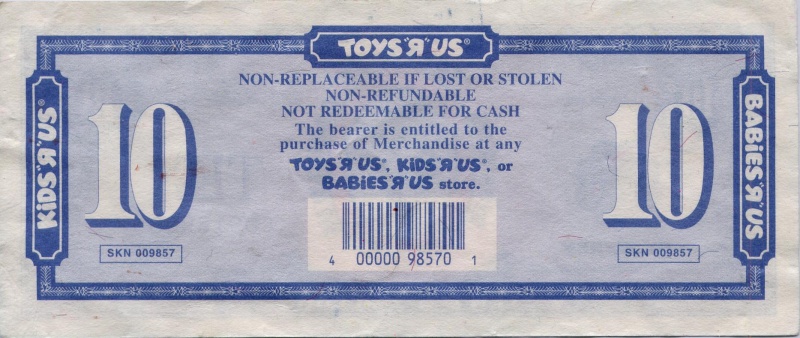 TOYS"R"US®
NON-REPLACEABLE IF LOST OR STOLEN
NON-REFUNDABLE
NOT REDEEMABLE FOR CASH
The bearer is entitled to the
purchase of Merchandise at any
TOYS"R"US®, KIDS"R"US®, or
BABIES"R"US store.
KIDS"R"US®
10
SKN 009857
4 00000 98570 1
10
SKN 009857
BABIES"R"US